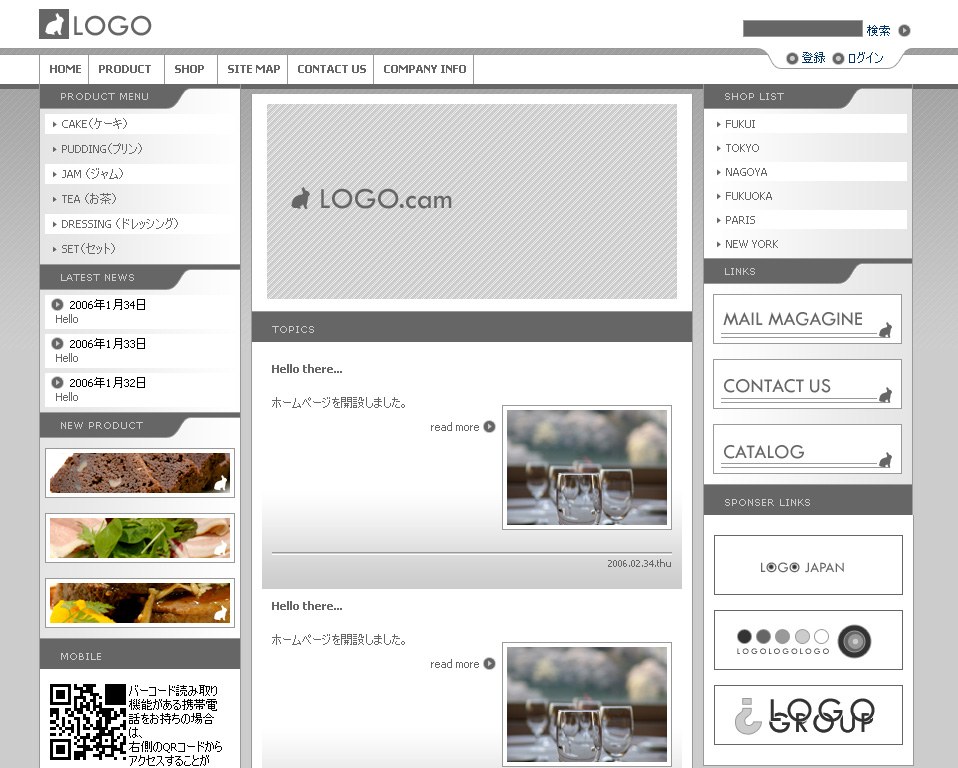 LOGO
検索
登録 ログイン
HOME PRODUCT SHOP SITE MAP CONTACT US COMPANY INFO
PRODUCT MENU
CAKE(ケーキ)
PUDDING(プリン)
JAM (ジャム)
TEA (お茶)
DRESSING (ドレッシング)
SET(セット)
LATEST NEWS
2006年1月34日
Hello
2006年1月33日
Hello
2006年1月32日
Hello
NEW PRODUCT
MOBILE
バーコード読み取り
機能がある携帯電
話をお持ちの場合
は、
右側のQRコードから
アクセスすることが
LOGO.cam
TOPICS
Hello there...
ホームページを開設しました。
read more
2006.02.34.thu
Hello there...
ホームページを開設しました。
read more
SHOP LIST
FUKUI
TOKYO
NAGOYA
FUKUOKA
PARIS
NEW YORK
LINKS
MAIL MAGAGINE
CONTACT US
CATALOG
SPONSER LINKS
LOGO JAPAN
LOGOLOGOLOGO
LOGO
GROUP